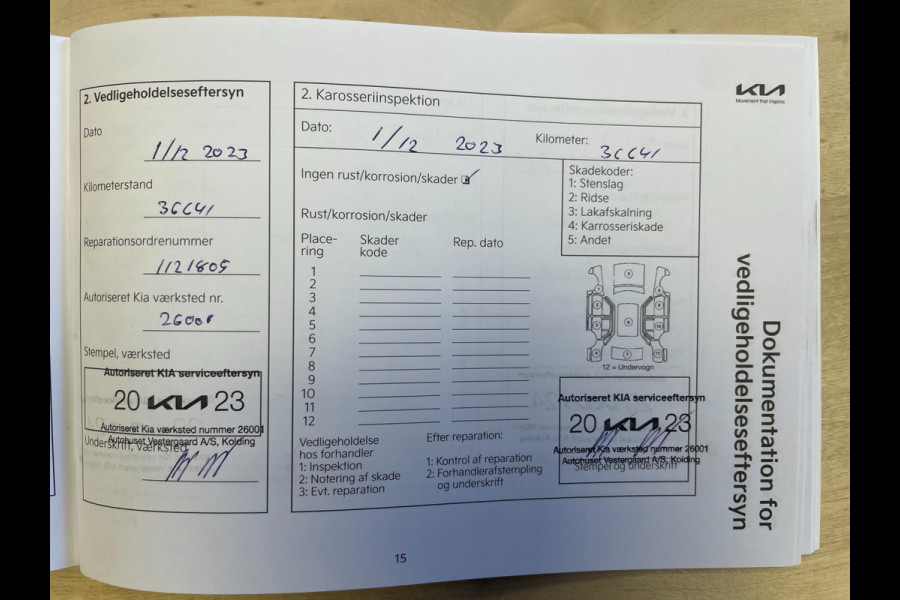 2. Vedligeholdelseseftersyn
Dato
1/12 2023
Kilometerstand
36641
Reparationsordrenummer
1121805
Autoriseret Kia værksted nr.
26001
Stempel, værksted
Autoriseret KIA serviceeftersyn
20 KIA 23
Autoriseret Kia værksted nummer 26001
Autohuset Vestergaard A/S, Kolding
Underskrift, værksted
2. Karosseriinspektion
Dato: 1/12 2023 Kilometer: 36641
Ingen rust/korrosion/skader
Rust/korrosion/skader
Place-
ring
Skader
kode
Rep. dato
1
2
3
4
5
6
7
8
9
10
11
12
Skadekoder:
1: Stenslag
2: Ridse
3: Lakafskalning
4: Karrosseriskade
5: Andet
12 = Undervogn
Vedligeholdelse
hos forhandler
1: Inspektion
2: Notering af skade
3: Evt. reparation
Efter reparation:
1: Kontrol af reparation
2: Forhandlerafstempling
og underskrift
Autoriseret KIA serviceeftersyn
20 KIA 23
Autoriseret Kia værksted nummer 26001
Autohuset Vestergaard A/S, Kolding
Stempel og underskrift
KIA
Movement that inspires
Dokumentation for
vedligeholdelseseftersyn
15